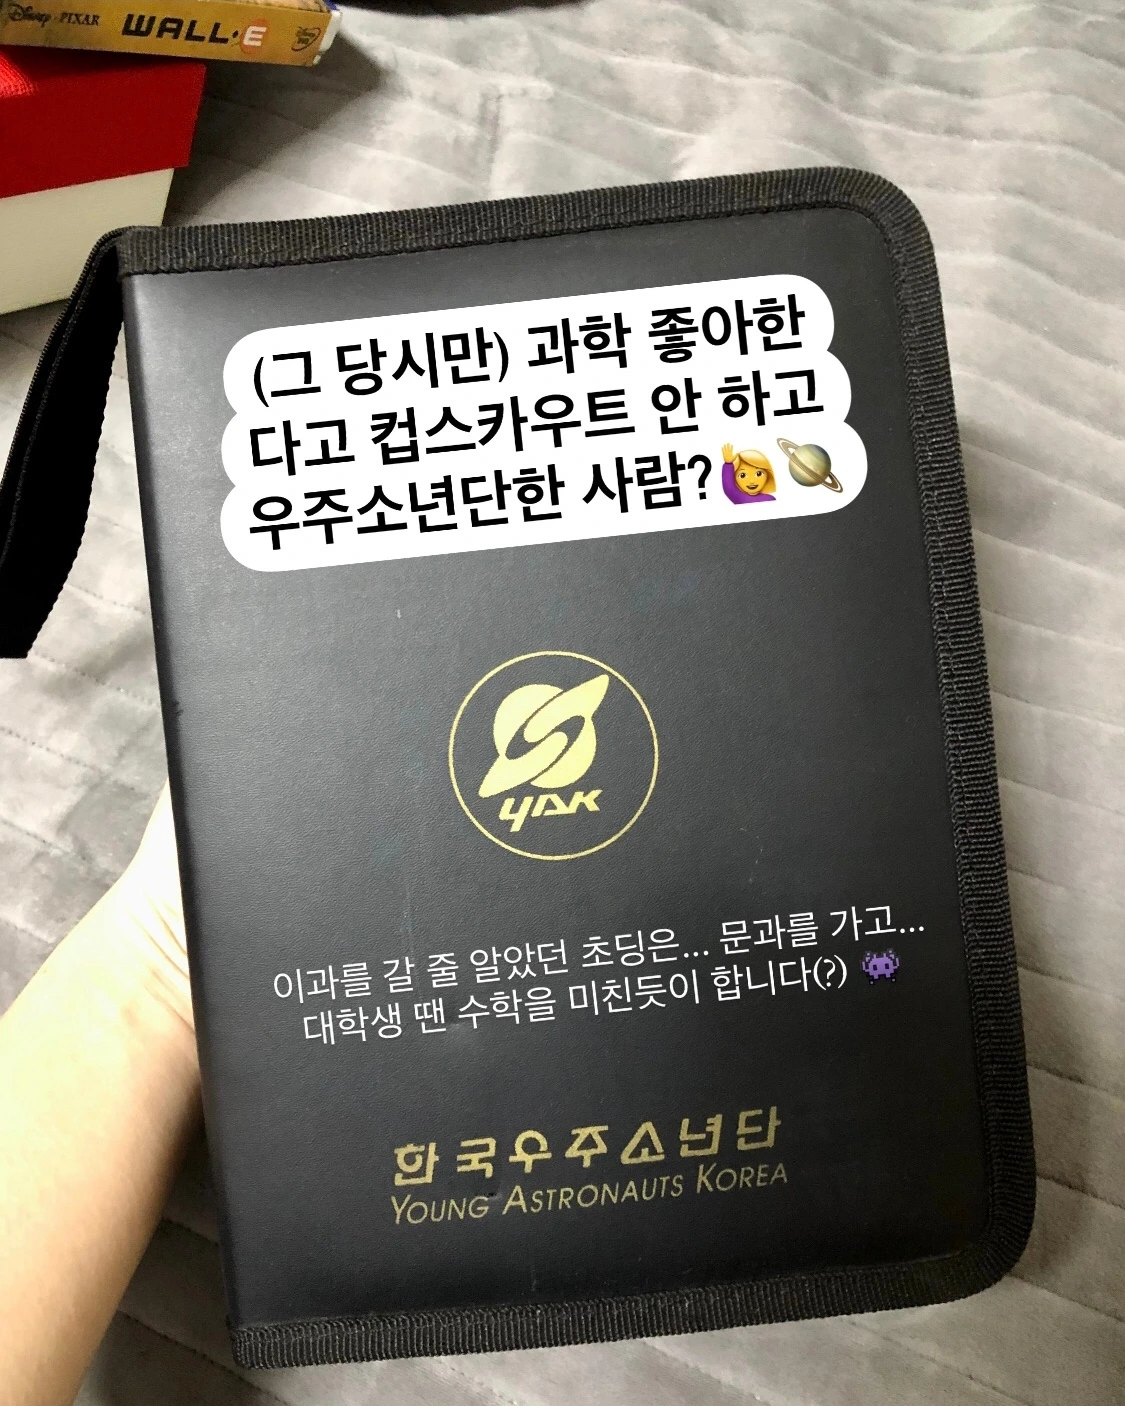 Disney · PIXAR WALL·E
(그 당시만) 과학 좋아한
다고 컵스카우트 안 하고
우주소년단한 사람?🙋‍♀️🪐
YAK
이과를 갈 줄 알았던 초딩은... 문과를 가고...
대학생 땐 수학을 미친듯이 합니다(?) 👾
한국우주소년단
YOUNG ASTRONAUTS KOREA